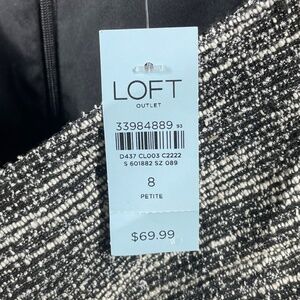 LOFT
OUTLET
33984889 93
D437 CL003 C2222
S 601882 SZ 089
8
PETITE
$69.99